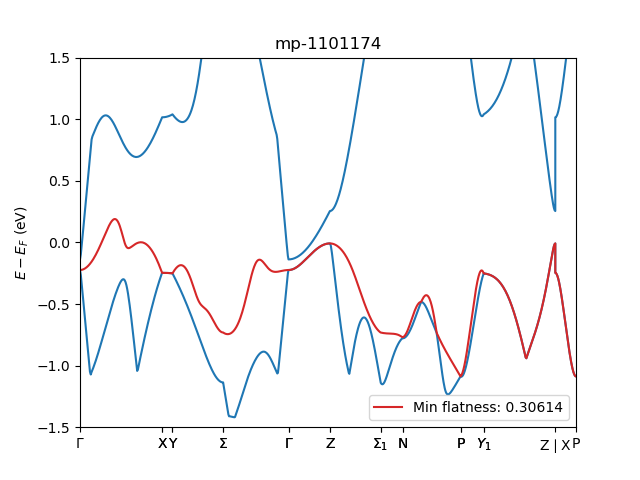 mp-1101174
E − E_F (eV)
1.5
1.0
0.5
0.0
−0.5
−1.0
−1.5
Min flatness: 0.30614
Γ X Y Σ Γ Z Σ₁ N P Y₁ Z | X P